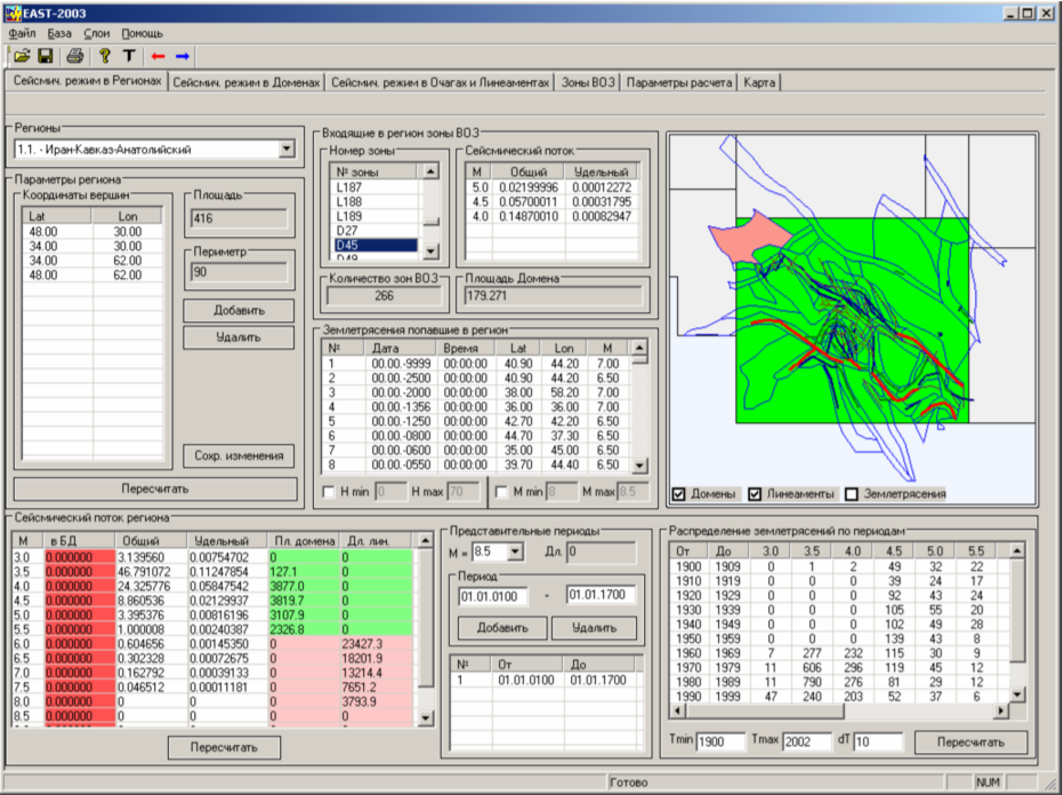 EAST-2003
Файл База Слои Помощь
Сейсмич. режим в Регионах Сейсмич. режим в Доменах Сейсмич. режим в Очагах и Линеаментах Зоны ВОЗ Параметры расчета Карта
Регионы
1.1. - Иран-Кавказ-Анатолийский
Параметры региона
Координаты вершин
Lat Lon
48.00 30.00
34.00 30.00
34.00 62.00
48.00 62.00
Площадь
416
Периметр
90
Добавить
Удалить
Сохр. изменения
Пересчитать
Входящие в регион зоны ВОЗ
Номер зоны
№ зоны
L187
L188
L189
D27
D45
D49
Сейсмический поток
M Общий Удельный
5.0 0.02199996 0.00012272
4.5 0.05700011 0.00031795
4.0 0.14870010 0.00082947
Количество зон ВОЗ
266
Площадь Домена
179.271
Землетрясения попавшие в регион
№ Дата Время Lat Lon M
1 00.00.-9999 00:00:00 40.90 44.20 7.00
2 00.00.-2500 00:00:00 40.90 44.20 6.50
3 00.00.-2000 00:00:00 38.00 58.20 7.00
4 00.00.-1356 00:00:00 36.00 36.00 7.00
5 00.00.-1250 00:00:00 42.70 42.20 6.50
6 00.00.-0800 00:00:00 44.70 37.30 6.50
7 00.00.-0600 00:00:00 35.00 45.00 6.50
8 00.00.-0550 00:00:00 39.70 44.40 6.50
H min 0 H max 70 M min 8 M max 8.5
Домены Линеаменты Землетрясения
Сейсмический поток региона
M в БД Общий Удельный Пл. домена Дл. лин.
3.0 0.000000 3.139560 0.00754702 0 0
3.5 0.000000 46.791072 0.11247854 127.1 0
4.0 0.000000 24.325776 0.05847542 3877.0 0
4.5 0.000000 8.860536 0.02129937 3819.7 0
5.0 0.000000 3.395376 0.00816196 3107.9 0
5.5 0.000000 1.000008 0.00240387 2326.8 0
6.0 0.000000 0.604656 0.00145350 0 23427.3
6.5 0.000000 0.302328 0.00072675 0 18201.9
7.0 0.000000 0.162792 0.00039133 0 13214.4
7.5 0.000000 0.046512 0.00011181 0 7651.2
8.0 0.000000 0 0 0 3793.9
8.5 0.000000 0 0 0 0
Пересчитать
Представительные периоды
M = 8.5 Дл. 0
Период
01.01.0100 - 01.01.1700
Добавить Удалить
№ От До
1 01.01.0100 01.01.1700
Распределение землетрясений по периодам
От До 3.0 3.5 4.0 4.5 5.0 5.5
1900 1909 0 1 2 49 32 22
1910 1919 0 0 0 39 24 17
1920 1929 0 0 0 92 43 24
1930 1939 0 0 0 105 55 20
1940 1949 0 0 0 102 49 28
1950 1959 0 0 0 139 43 8
1960 1969 7 277 232 115 30 9
1970 1979 11 606 296 119 45 12
1980 1989 11 790 276 81 29 12
1990 1999 47 240 203 52 37 6
Tmin 1900 Tmax 2002 dT 10 Пересчитать
Готово NUM